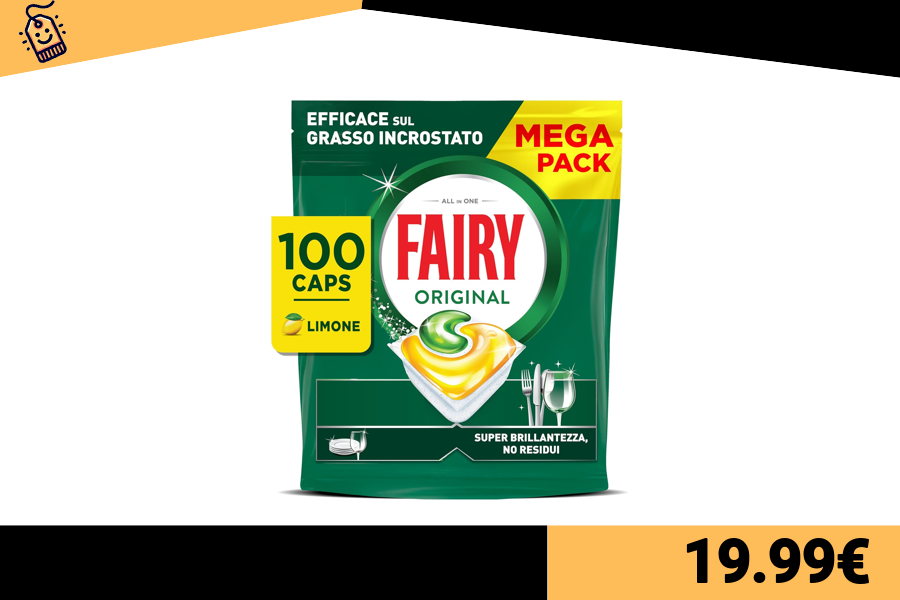 EFFICACE SUL
GRASSO INCROSTATO
MEGA
PACK
ALL IN ONE
FAIRY
ORIGINAL
100
CAPS
LIMONE
SUPER BRILLANTEZZA,
NO RESIDUI
19.99€